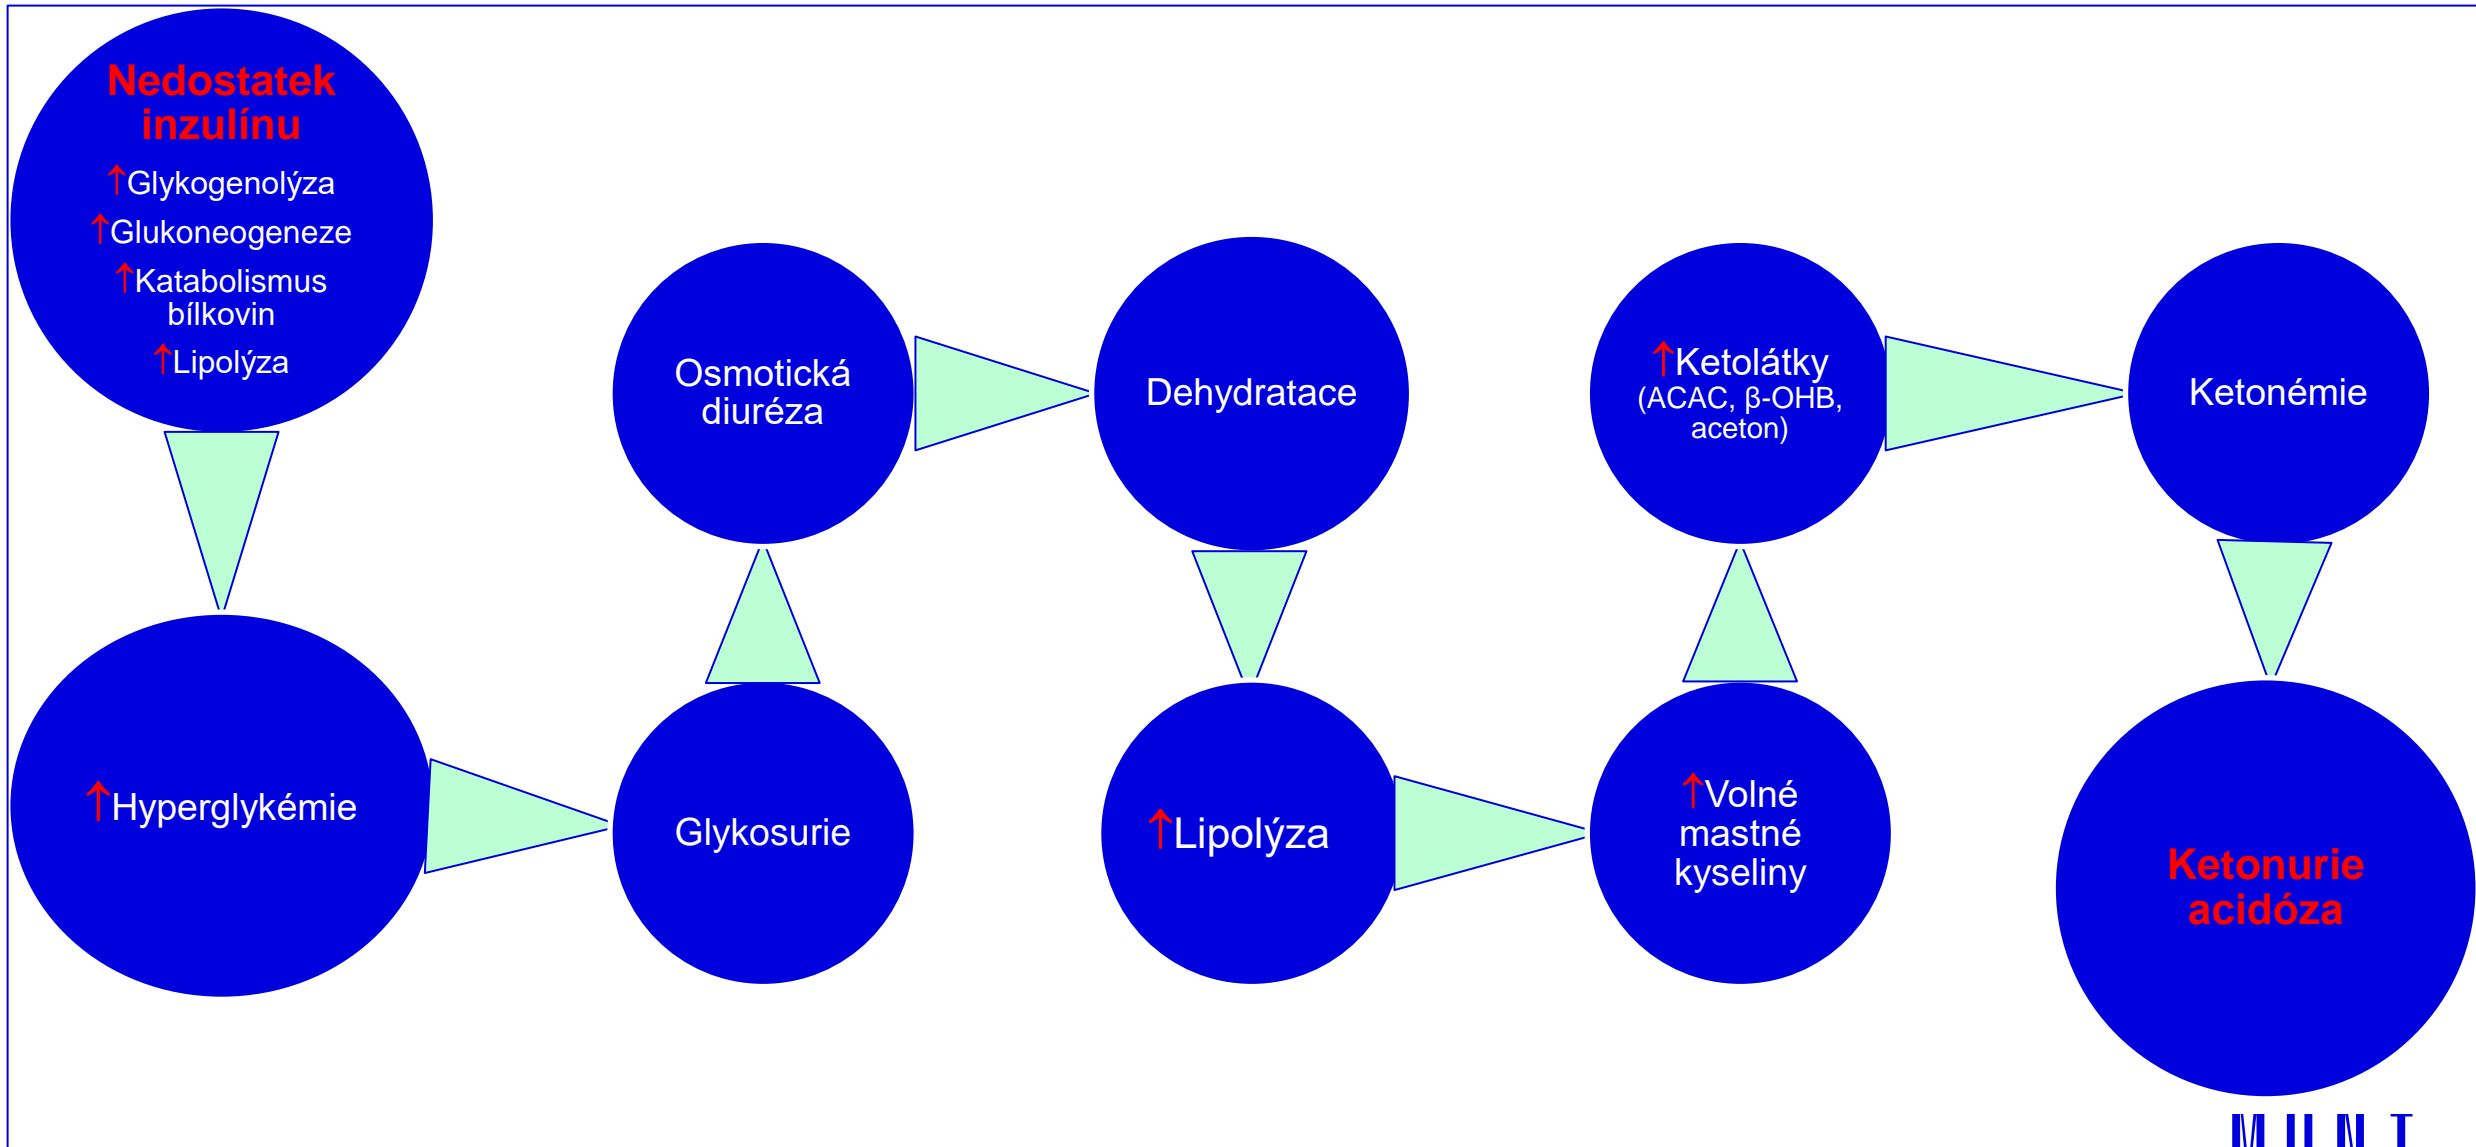 Nedostatek
inzulínu
↑Glykogenolýza
↑Glukoneogeneze
↑Katabolismus
bílkovin
↑Lipolýza
↑Hyperglykémie
Glykosurie
Osmotická
diuréza
Dehydratace
↑Lipolýza
↑Volné
mastné
kyseliny
↑Ketolátky
(ACAC, β-OHB,
aceton)
Ketonémie
Ketonurie
acidóza
MUNI